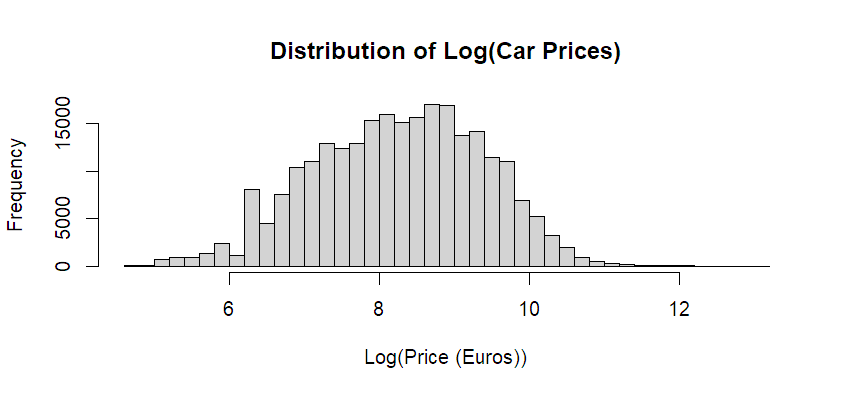 Distribution of Log(Car Prices)
Frequency
15000
5000
0
6 8 10 12
Log(Price (Euros))